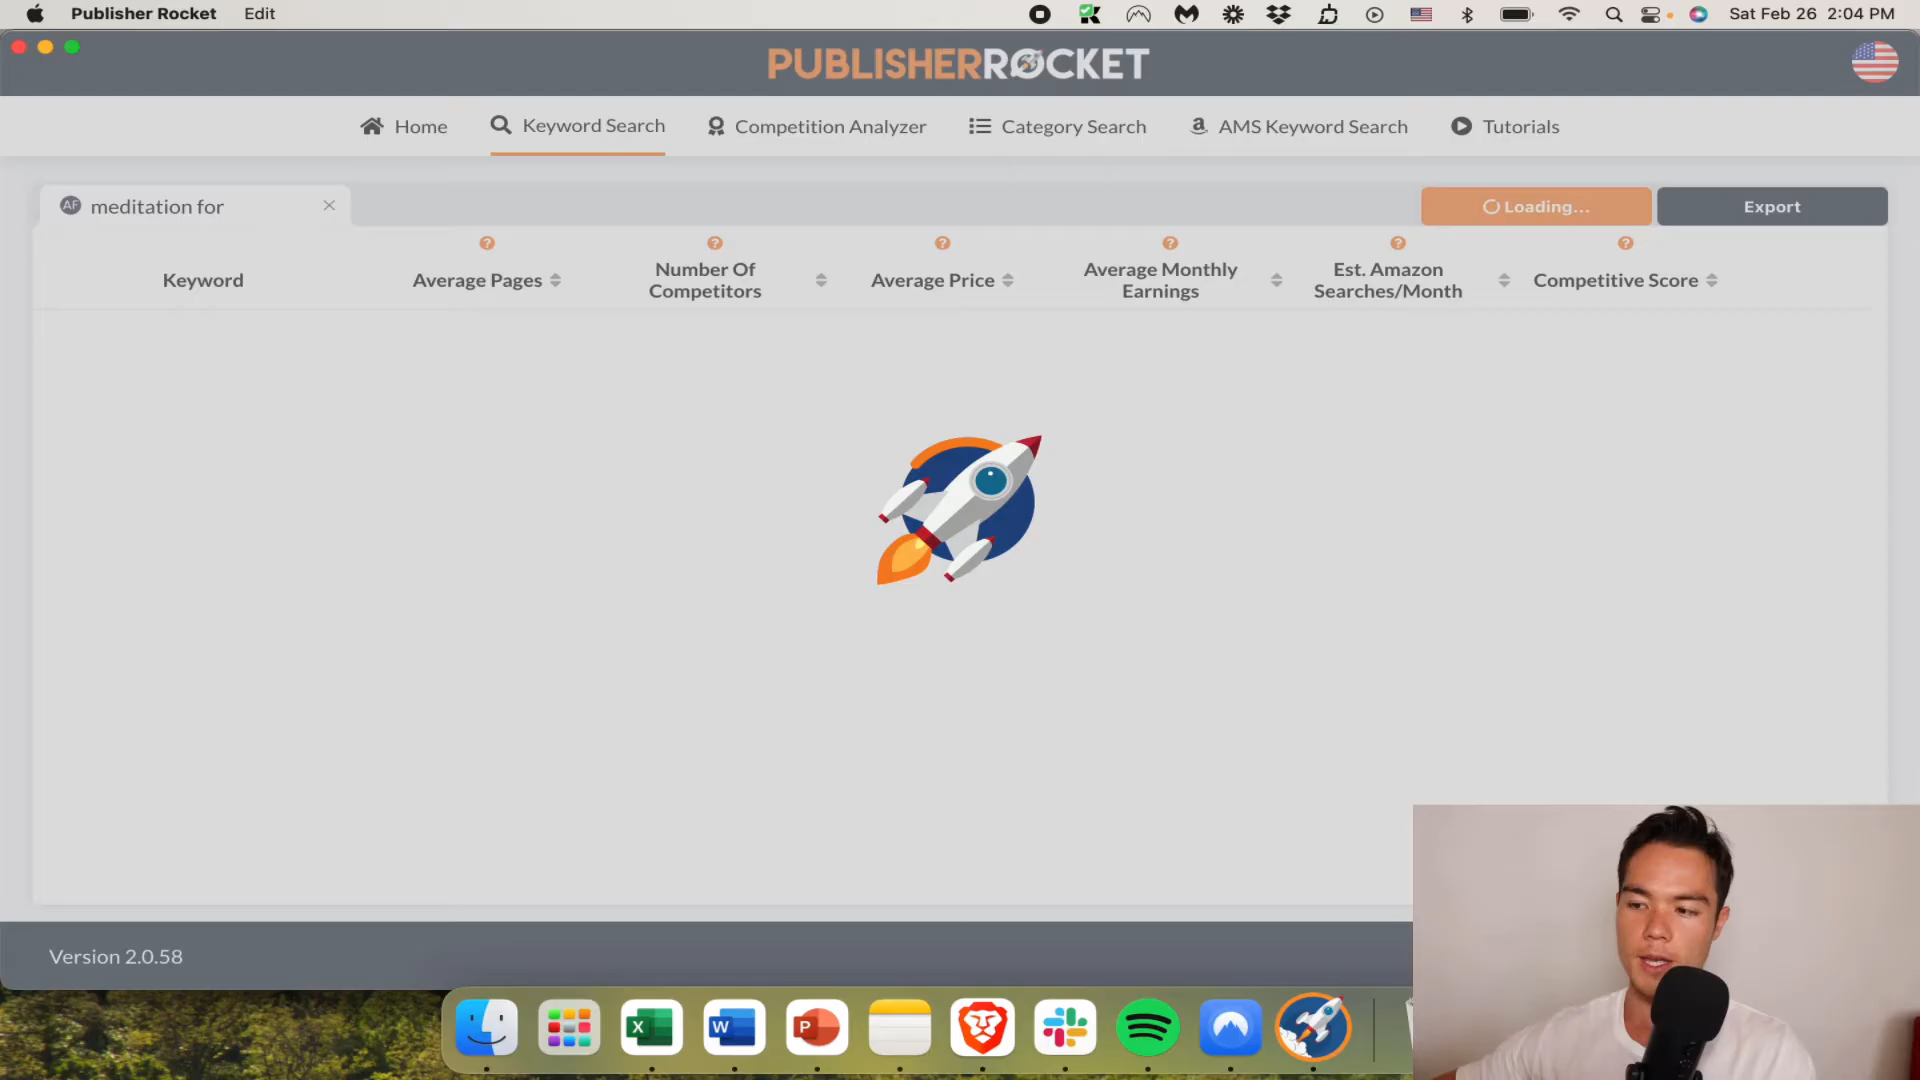 Publisher Rocket Edit Sat Feb 26 2:04 PM
PUBLISHERROCKET
Home Keyword Search Competition Analyzer Category Search AMS Keyword Search Tutorials
AF meditation for Loading... Export
Keyword Average Pages Number Of Competitors Average Price Average Monthly Earnings Est. Amazon Searches/Month Competitive Score
Version 2.0.58